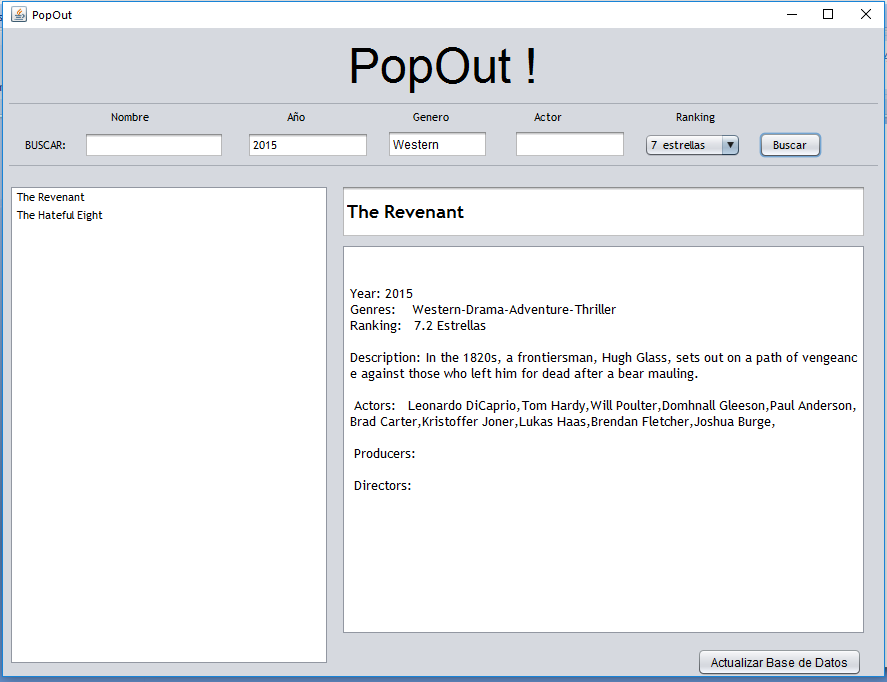 PopOut
PopOut !
Nombre Año Genero Actor Ranking
BUSCAR: 2015 Western 7 estrellas Buscar
The Revenant
The Hateful Eight
The Revenant
Year: 2015
Genres: Western-Drama-Adventure-Thriller
Ranking: 7.2 Estrellas
Description: In the 1820s, a frontiersman, Hugh Glass, sets out on a path of vengeanc
e against those who left him for dead after a bear mauling.
Actors: Leonardo DiCaprio,Tom Hardy,Will Poulter,Domhnall Gleeson,Paul Anderson,
Brad Carter,Kristoffer Joner,Lukas Haas,Brendan Fletcher,Joshua Burge,
Producers:
Directors:
Actualizar Base de Datos